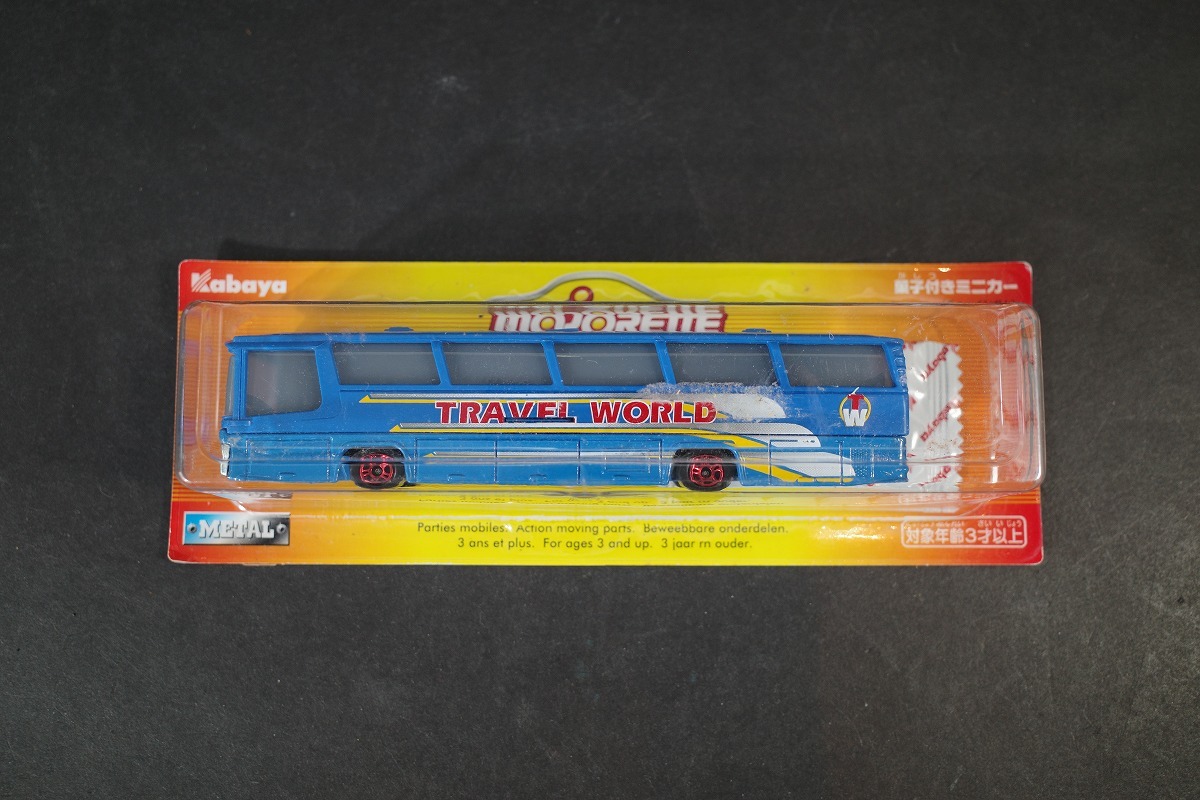 Kabaya
菓子付きミニカー
MAJORETTE
TRAVEL WORLD
T
W
METAL
Parties mobiles. Action moving parts. Beweebbare onderdelen.
3 ans et plus. For ages 3 and up. 3 jaar rn ouder.
対象年齢3才以上